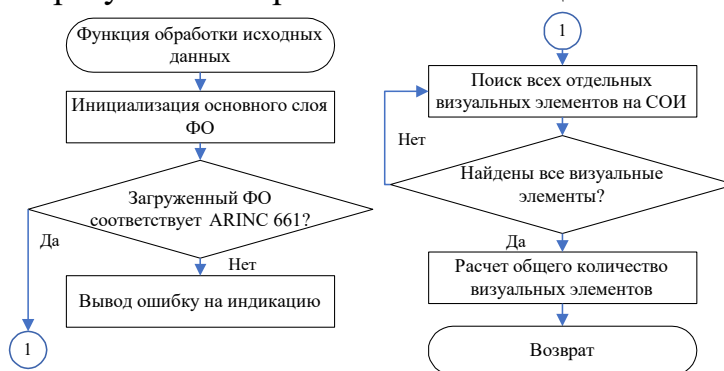 Функция обработки исходных
данных
Инициализация основного слоя
ФО
Загруженный ФО
соответствует ARINC 661?
Да
Нет
Вывод ошибку на индикацию
1
1
Поиск всех отдельных
визуальных элементов на СОИ
Нет
Найдены все визуальные
элементы?
Да
Расчет общего количество
визуальных элементов
Возврат